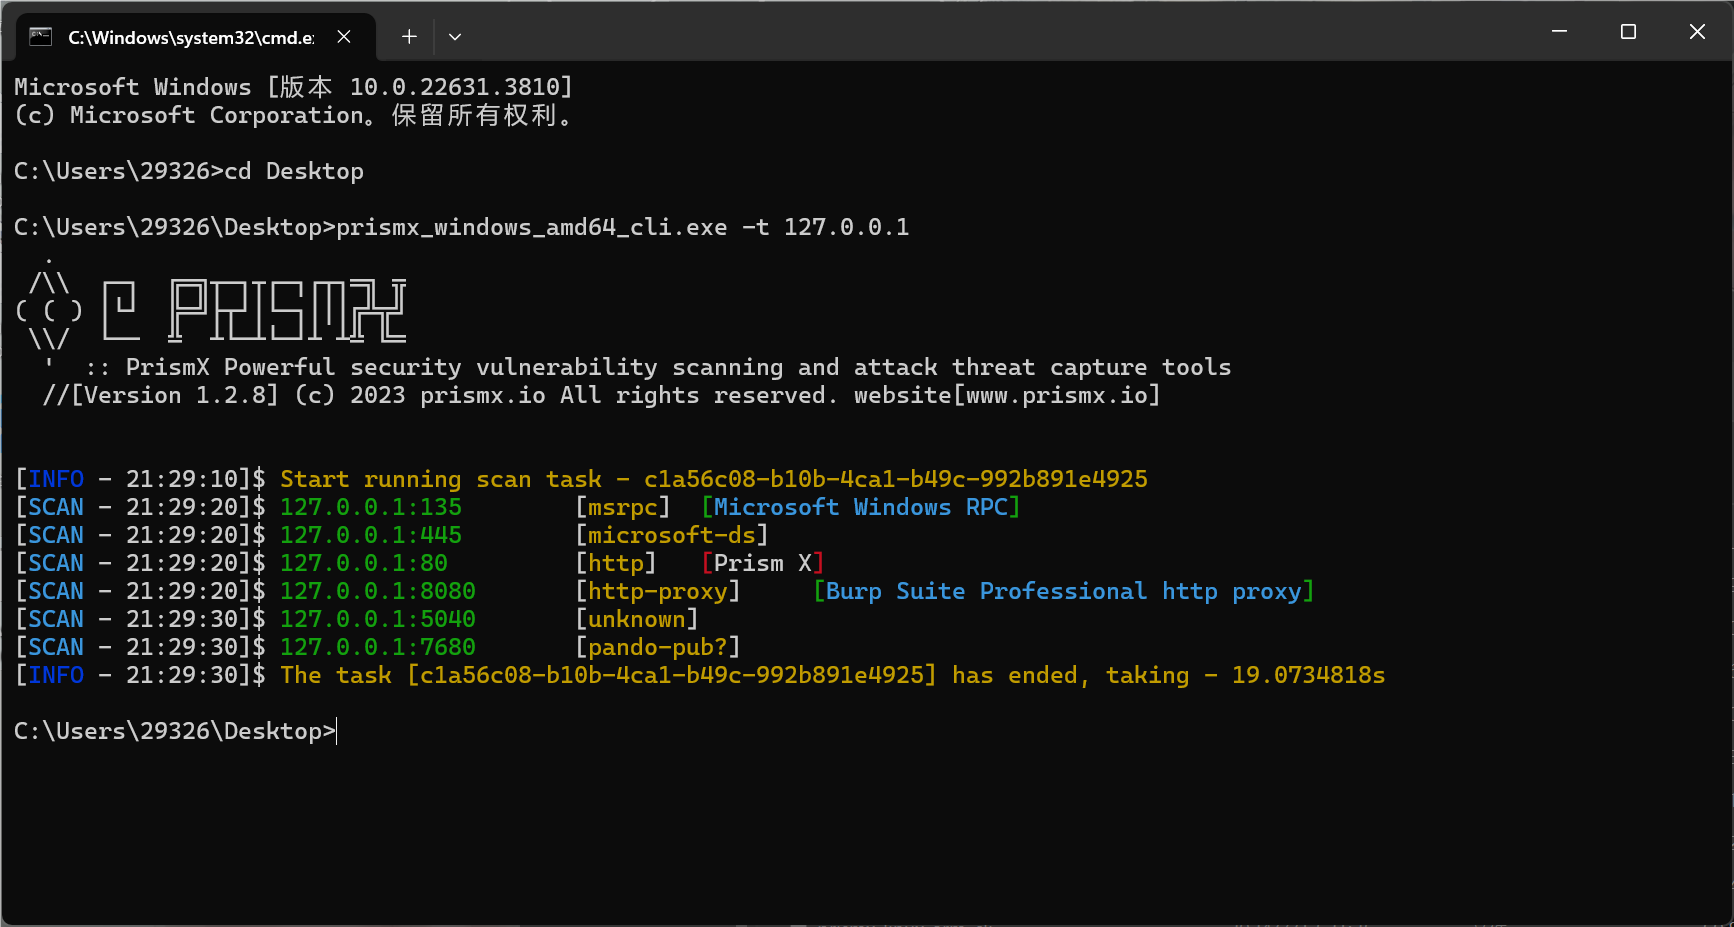 C:\Windows\system32\cmd.e
Microsoft Windows [版本 10.0.22631.3810]
(c) Microsoft Corporation。保留所有权利。
C:\Users\29326>cd Desktop
C:\Users\29326\Desktop>prismx_windows_amd64_cli.exe -t 127.0.0.1
:: PrismX Powerful security vulnerability scanning and attack threat capture tools
//[Version 1.2.8] (c) 2023 prismx.io All rights reserved. website[www.prismx.io]
[INFO - 21:29:10]$ Start running scan task - c1a56c08-b10b-4ca1-b49c-992b891e4925
[SCAN - 21:29:20]$ 127.0.0.1:135 [msrpc] [Microsoft Windows RPC]
[SCAN - 21:29:20]$ 127.0.0.1:445 [microsoft-ds]
[SCAN - 21:29:20]$ 127.0.0.1:80 [http] [Prism X]
[SCAN - 21:29:20]$ 127.0.0.1:8080 [http-proxy] [Burp Suite Professional http proxy]
[SCAN - 21:29:30]$ 127.0.0.1:5040 [unknown]
[SCAN - 21:29:30]$ 127.0.0.1:7680 [pando-pub?]
[INFO - 21:29:30]$ The task [c1a56c08-b10b-4ca1-b49c-992b891e4925] has ended, taking - 19.0734818s
C:\Users\29326\Desktop>